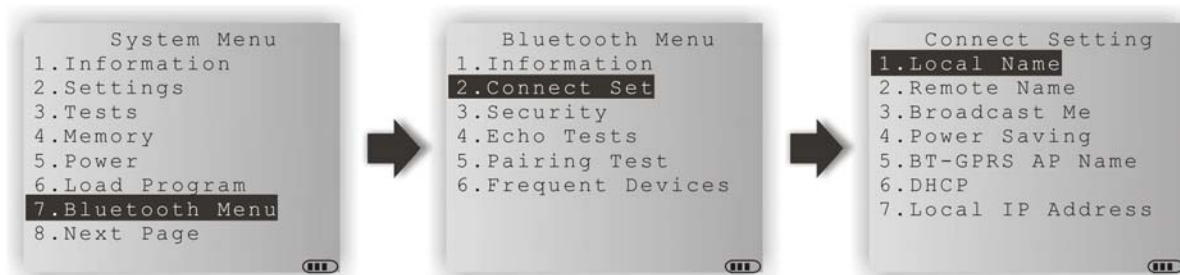 System Menu
1.Information
2.Settings
3.Tests
4.Memory
5.Power
6.Load Program
7.Bluetooth Menu
8.Next Page
Bluetooth Menu
1.Information
2.Connect Set
3.Security
4.Echo Tests
5.Pairing Test
6.Frequent Devices
Connect Setting
1.Local Name
2.Remote Name
3.Broadcast Me
4.Power Saving
5.BT-GPRS AP Name
6.DHCP
7.Local IP Address